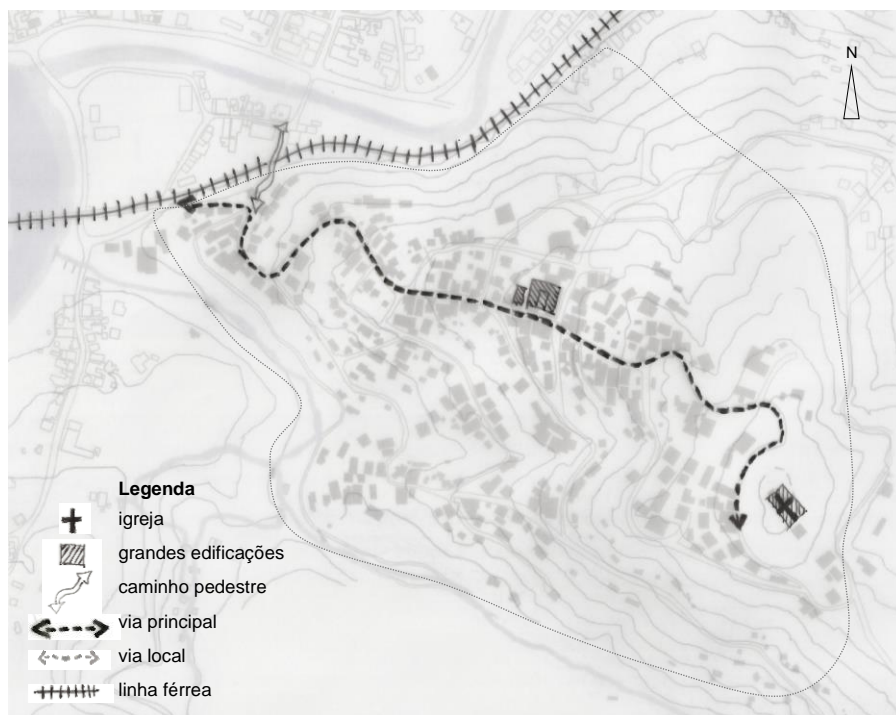 N
Legenda
igreja
grandes edificações
caminho pedestre
via principal
via local
linha férrea